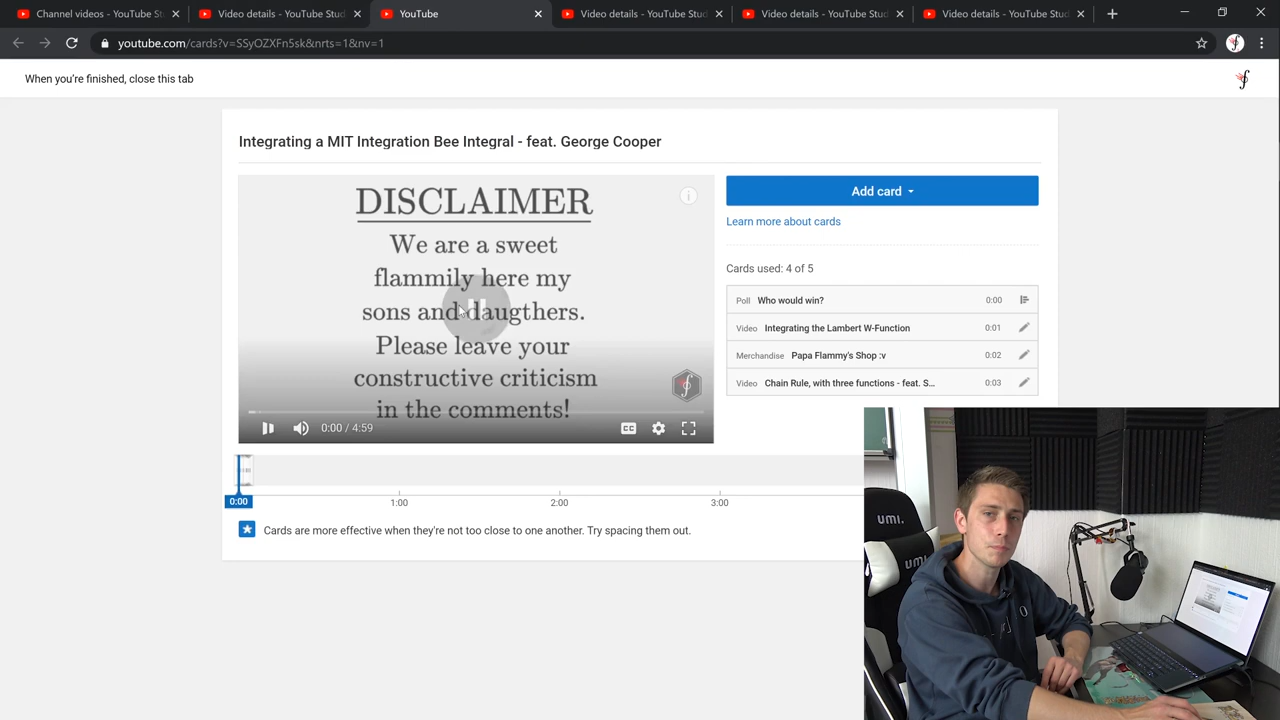 Channel videos - YouTube St
Video details - YouTube Stud
YouTube
Video details - YouTube Stud
Video details - YouTube Stud
Video details - YouTube Stud
youtube.com/cards?v=SSyOZXFn5sk&nrts=1&nv=1
When you're finished, close this tab
Integrating a MIT Integration Bee Integral - feat. George Cooper
DISCLAIMER
We are a sweet
flammily here my
sons and daugthers.
Please leave your
constructive criticism
in the comments!
0:00 / 4:59
CC
Add card
Learn more about cards
Cards used: 4 of 5
Poll Who would win? 0:00
Video Integrating the Lambert W-Function 0:01
Merchandise Papa Flammy's Shop :v 0:02
Video Chain Rule, with three functions - feat. S... 0:03
0:00
1:00
2:00
3:00
Cards are more effective when they're not too close to one another. Try spacing them out.
UMI.
UMI